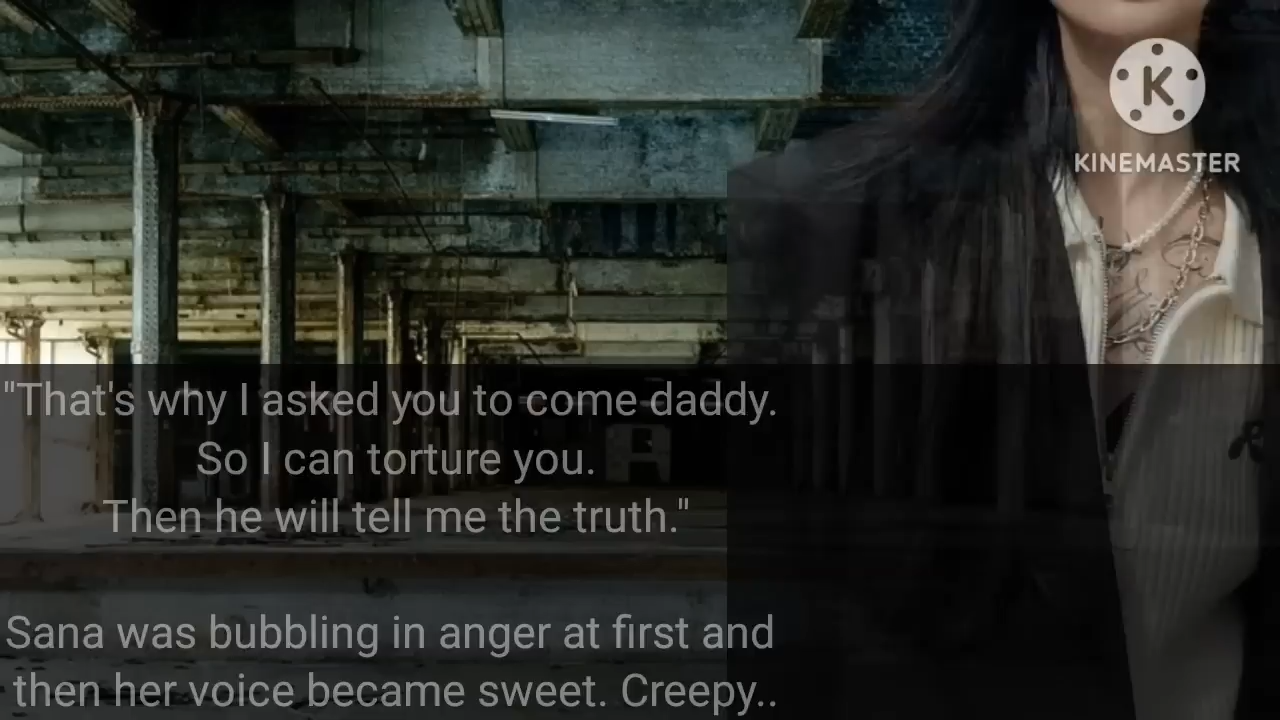 KINEMASTER
"That's why I asked you to come daddy.
So I can torture you.
Then he will tell me the truth."
Sana was bubbling in anger at first and
then her voice became sweet. Creepy..